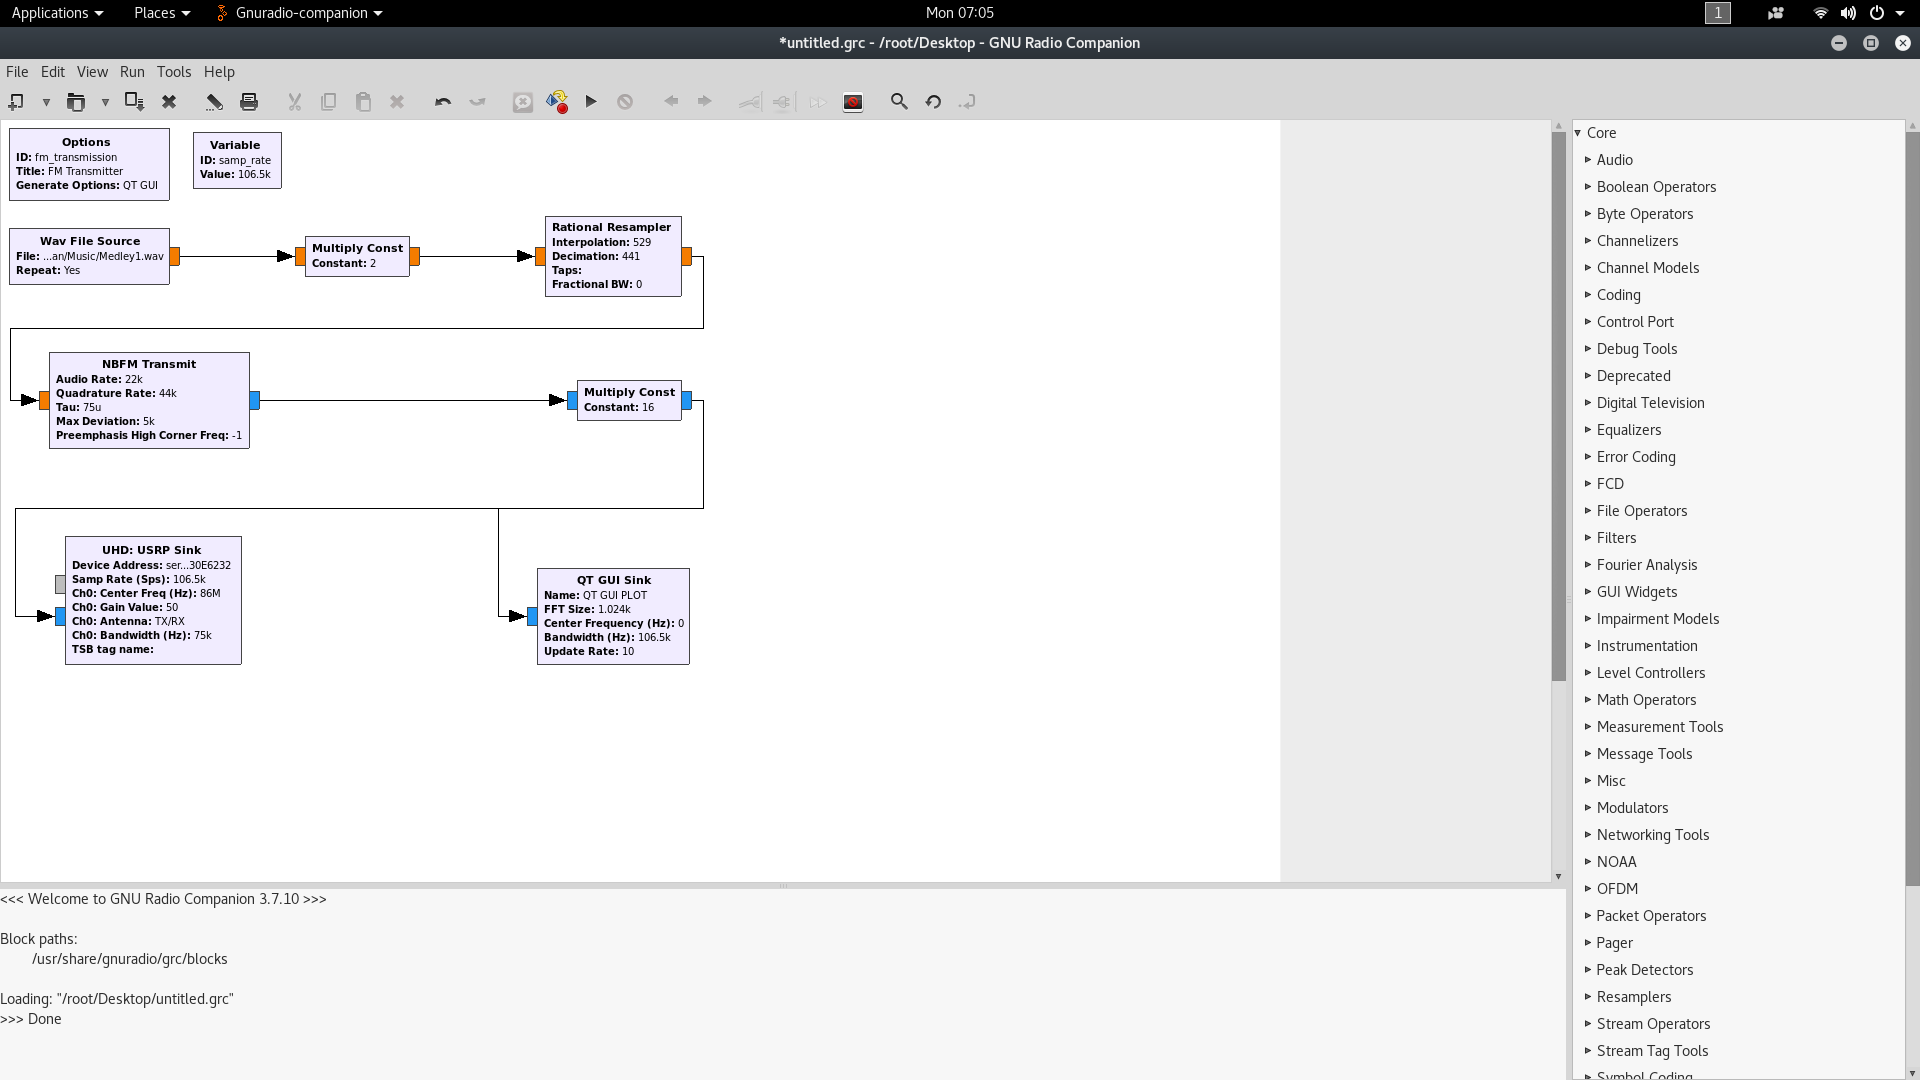 Applications
Places
Gnuradio-companion
Mon 07:05
1
*untitled.grc - /root/Desktop - GNU Radio Companion
File Edit View Run Tools Help
Options
ID: fm_transmission
Title: FM Transmitter
Generate Options: QT GUI
Variable
ID: samp_rate
Value: 106.5k
Wav File Source
File: ...an/Music/Medley1.wav
Repeat: Yes
Multiply Const
Constant: 2
Rational Resampler
Interpolation: 529
Decimation: 441
Taps:
Fractional BW: 0
NBFM Transmit
Audio Rate: 22k
Quadrature Rate: 44k
Tau: 75u
Max Deviation: 5k
Preemphasis High Corner Freq: -1
Multiply Const
Constant: 16
UHD: USRP Sink
Device Address: ser...30E6232
Samp Rate (Sps): 106.5k
Ch0: Center Freq (Hz): 86M
Ch0: Gain Value: 50
Ch0: Antenna: TX/RX
Ch0: Bandwidth (Hz): 75k
TSB tag name:
QT GUI Sink
Name: QT GUI PLOT
FFT Size: 1.024k
Center Frequency (Hz): 0
Bandwidth (Hz): 106.5k
Update Rate: 10
<<< Welcome to GNU Radio Companion 3.7.10 >>>
Block paths:
/usr/share/gnuradio/grc/blocks
Loading: "/root/Desktop/untitled.grc"
>>> Done
Core
Audio
Boolean Operators
Byte Operators
Channelizers
Channel Models
Coding
Control Port
Debug Tools
Deprecated
Digital Television
Equalizers
Error Coding
FCD
File Operators
Filters
Fourier Analysis
GUI Widgets
Impairment Models
Instrumentation
Level Controllers
Math Operators
Measurement Tools
Message Tools
Misc
Modulators
Networking Tools
NOAA
OFDM
Packet Operators
Pager
Peak Detectors
Resamplers
Stream Operators
Stream Tag Tools
Symbol Coding